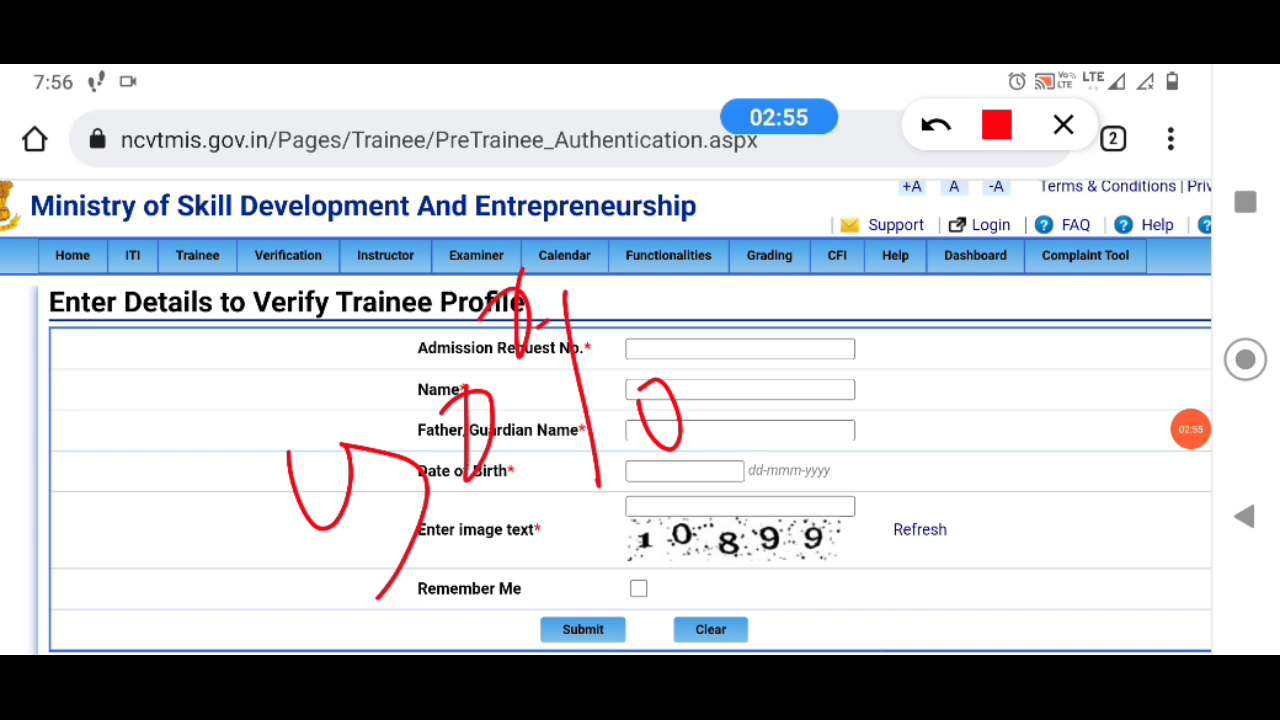 7:56 Vo LTE LTE
02:55
ncvtmis.gov.in/Pages/Trainee/PreTrainee_Authentication.aspx 2
+A A -A Terms & Conditions | Priv
Ministry of Skill Development And Entrepreneurship
Support Login FAQ Help
Home ITI Trainee Verification Instructor Examiner Calendar Functionalities Grading CFI Help Dashboard Complaint Tool
Enter Details to Verify Trainee Profile
Admission Request No.*
Name*
Father/Guardian Name*
02:55
Date of Birth* dd-mmm-yyyy
Enter image text* 10899 Refresh
Remember Me
Submit Clear